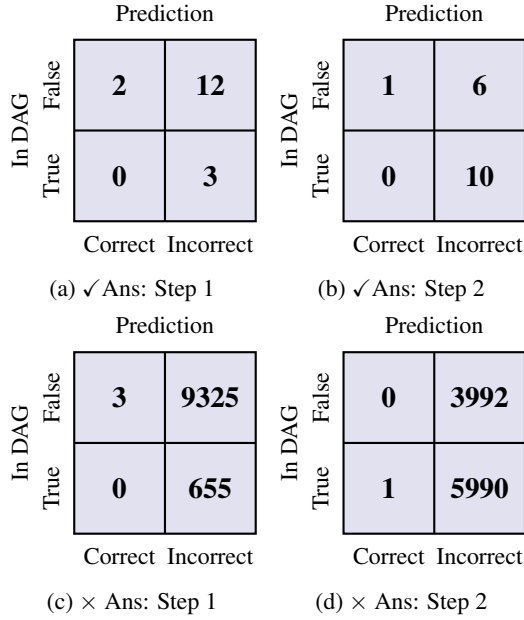 Prediction
In DAG
False
2 12
True
0 3
Correct Incorrect
(a) ✓Ans: Step 1
Prediction
In DAG
False
1 6
True
0 10
Correct Incorrect
(b) ✓Ans: Step 2
Prediction
In DAG
False
3 9325
True
0 655
Correct Incorrect
(c) × Ans: Step 1
Prediction
In DAG
False
0 3992
True
1 5990
Correct Incorrect
(d) × Ans: Step 2